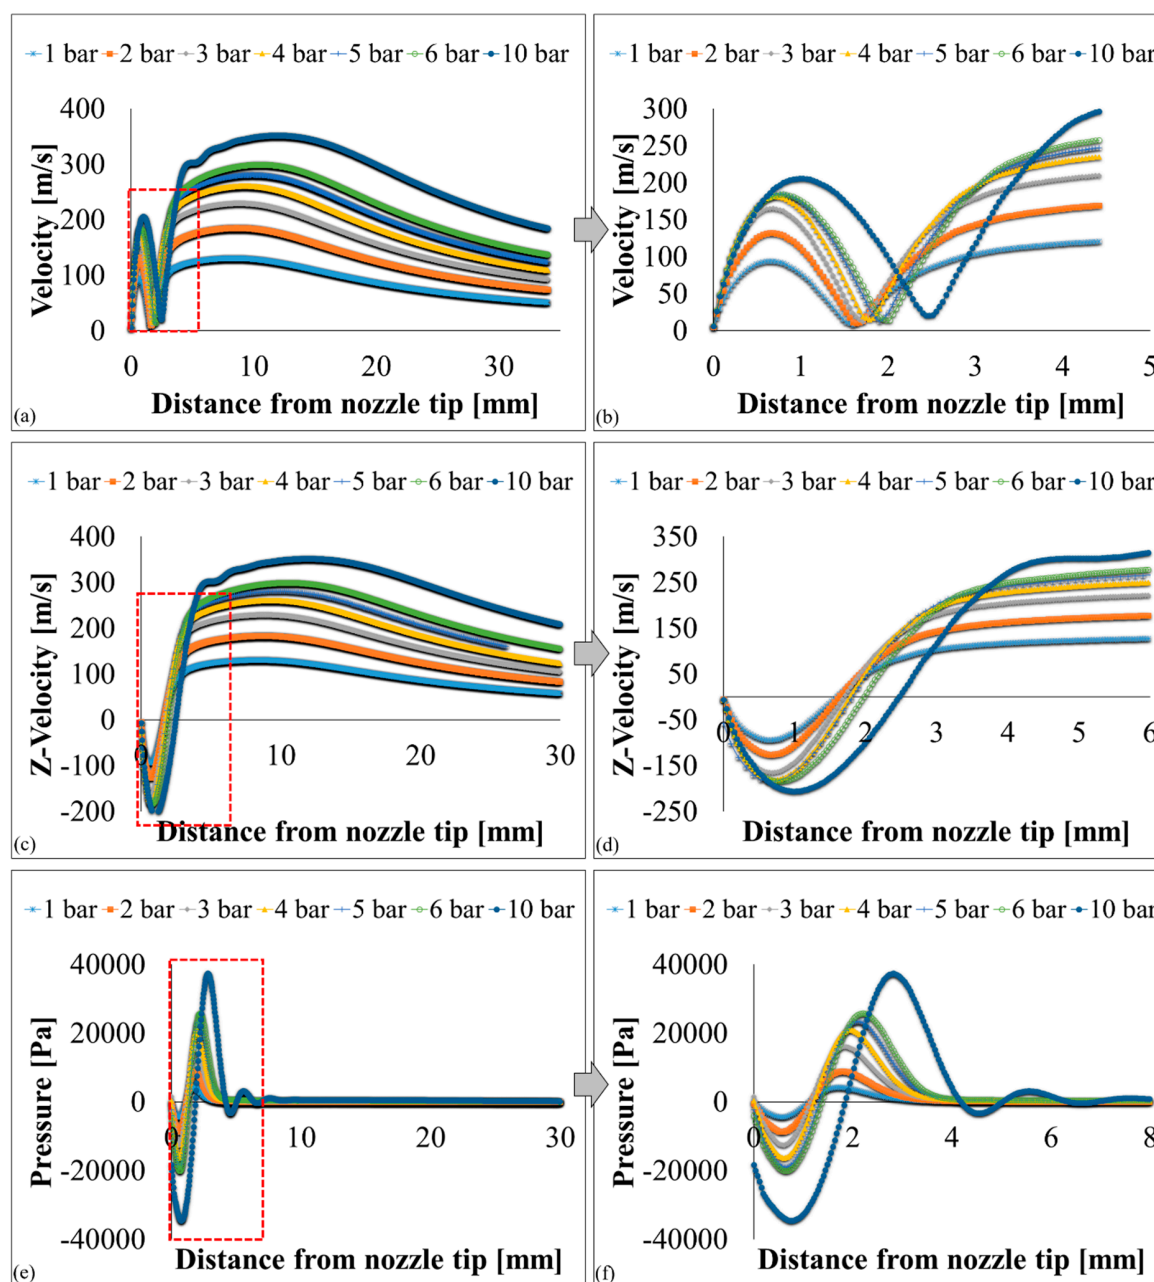 1 bar 2 bar 3 bar 4 bar 5 bar 6 bar 10 bar
Velocity [m/s]
400
300
200
100
0
0 10 20 30
Distance from nozzle tip [mm]
(a)
1 bar 2 bar 3 bar 4 bar 5 bar 6 bar 10 bar
Velocity [m/s]
300
250
200
150
100
50
0
0 1 2 3 4 5
Distance from nozzle tip [mm]
(b)
1 bar 2 bar 3 bar 4 bar 5 bar 6 bar 10 bar
Z-Velocity [m/s]
400
300
200
100
0
-100
-200
0 10 20 30
Distance from nozzle tip [mm]
(c)
1 bar 2 bar 3 bar 4 bar 5 bar 6 bar 10 bar
Z-Velocity [m/s]
350
250
150
50
-50
-150
-250
0 1 2 3 4 5 6
Distance from nozzle tip [mm]
(d)
1 bar 2 bar 3 bar 4 bar 5 bar 6 bar 10 bar
Pressure [Pa]
40000
20000
0
-20000
-40000
0 10 20 30
Distance from nozzle tip [mm]
(e)
1 bar 2 bar 3 bar 4 bar 5 bar 6 bar 10 bar
Pressure [Pa]
40000
20000
0
-20000
-40000
0 2 4 6 8
Distance from nozzle tip [mm]
(f)